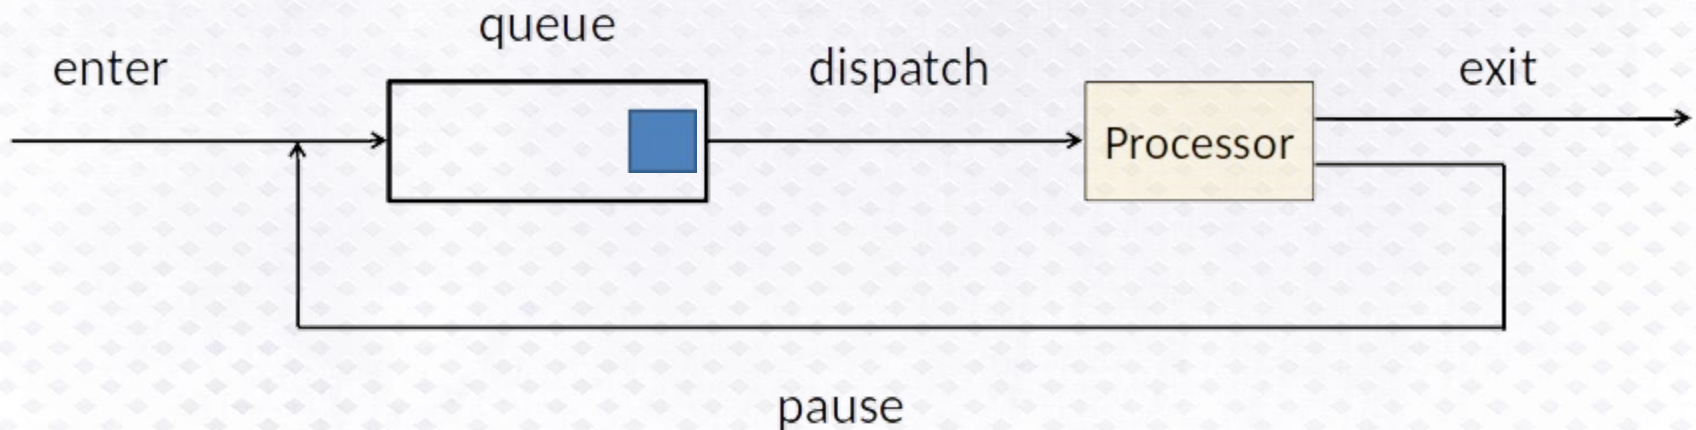 queue
enter
dispatch
exit
Processor
pause